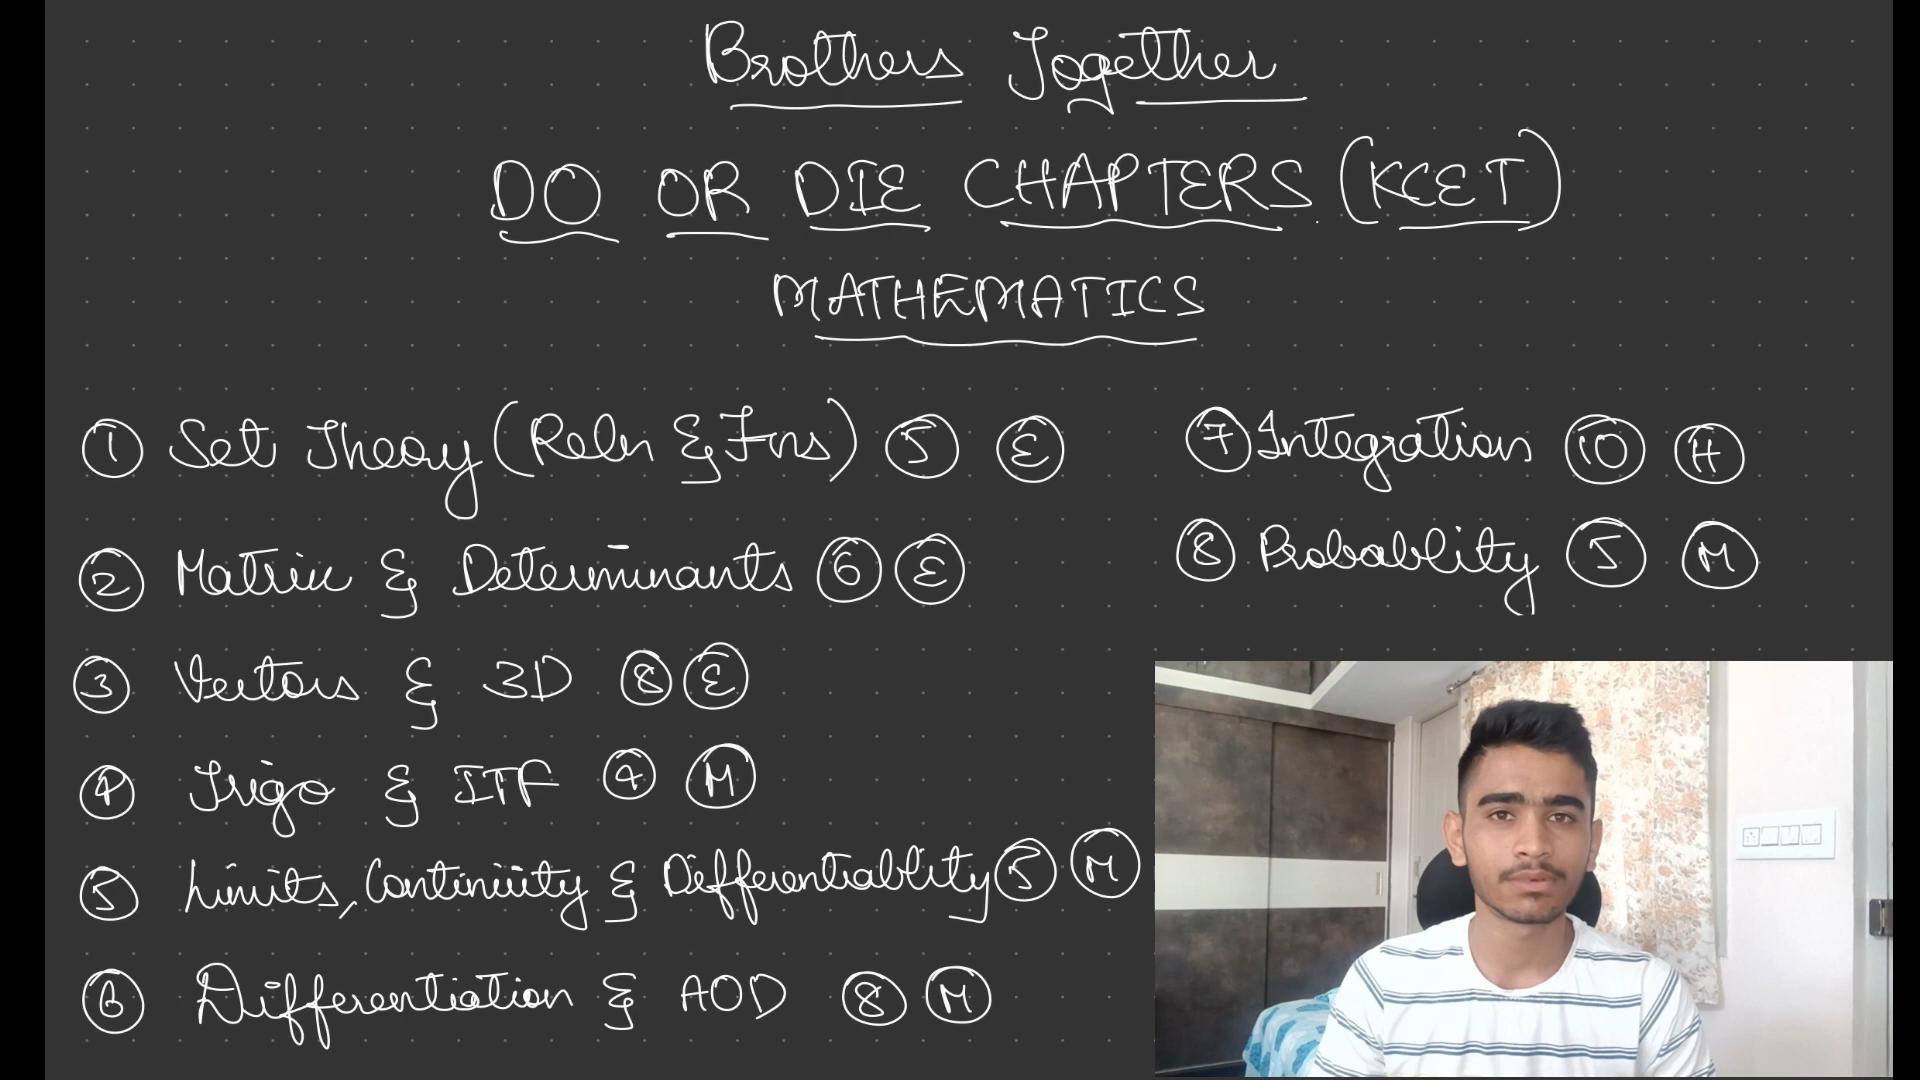 Brothers Together
DO OR DIE CHAPTERS (KCET)
MATHEMATICS
① Set Theory (Reln & Fns) ⑤ Ⓔ
② Matrix & Determinants ⑥ Ⓔ
③ Vectors & 3D ⑧ Ⓔ
④ Trigo & ITF ④ Ⓜ
⑤ Limits, Continuity & Differentiablity ⑤ Ⓜ
⑥ Differentiation & AOD ⑧ Ⓜ
⑦ Integration ⑩ Ⓗ
⑧ Probablity ⑤ Ⓜ